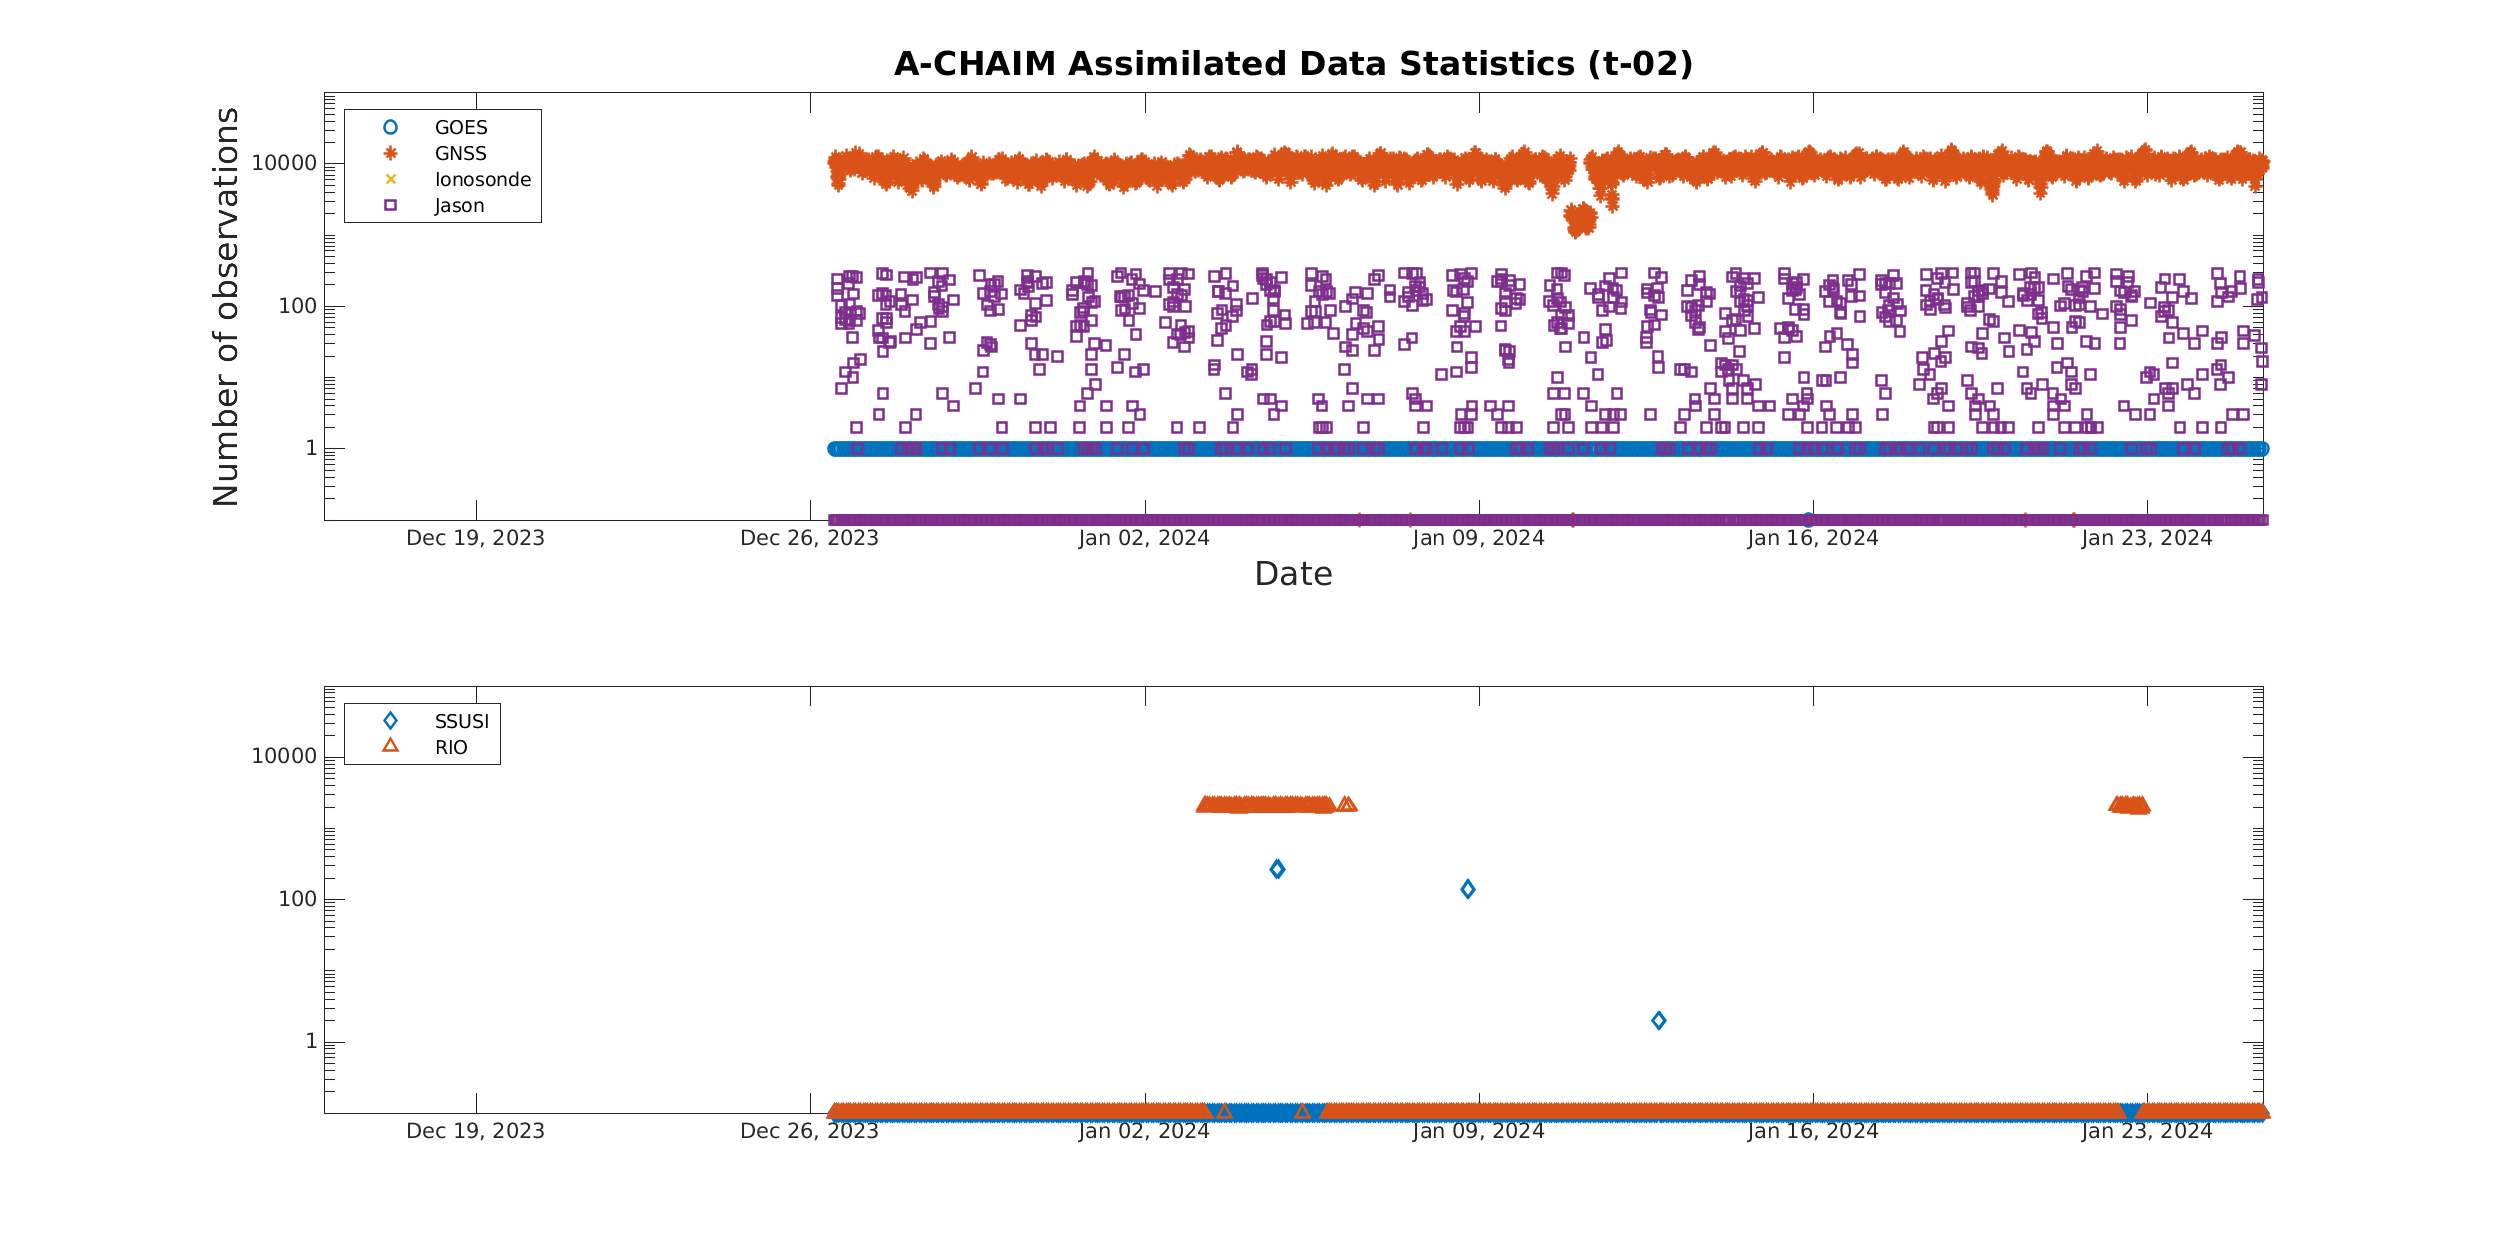 A-CHAIM Assimilated Data Statistics (t-02)
Number of observations
10000
100
1
GOES
GNSS
Ionosonde
Jason
Dec 19, 2023
Dec 26, 2023
Jan 02, 2024
Jan 09, 2024
Jan 16, 2024
Jan 23, 2024
Date
10000
100
1
SSUSI
RIO
Dec 19, 2023
Dec 26, 2023
Jan 02, 2024
Jan 09, 2024
Jan 16, 2024
Jan 23, 2024